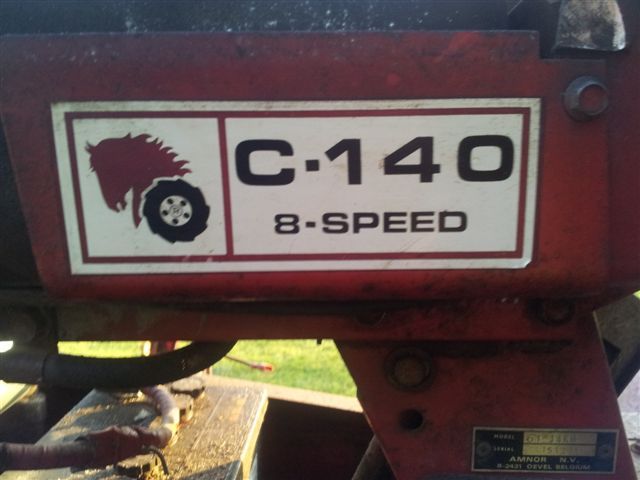 C·140
8-SPEED
MODEL
SERIAL
AMNOR N.V.
B-2431 OEVEL BELGIUM